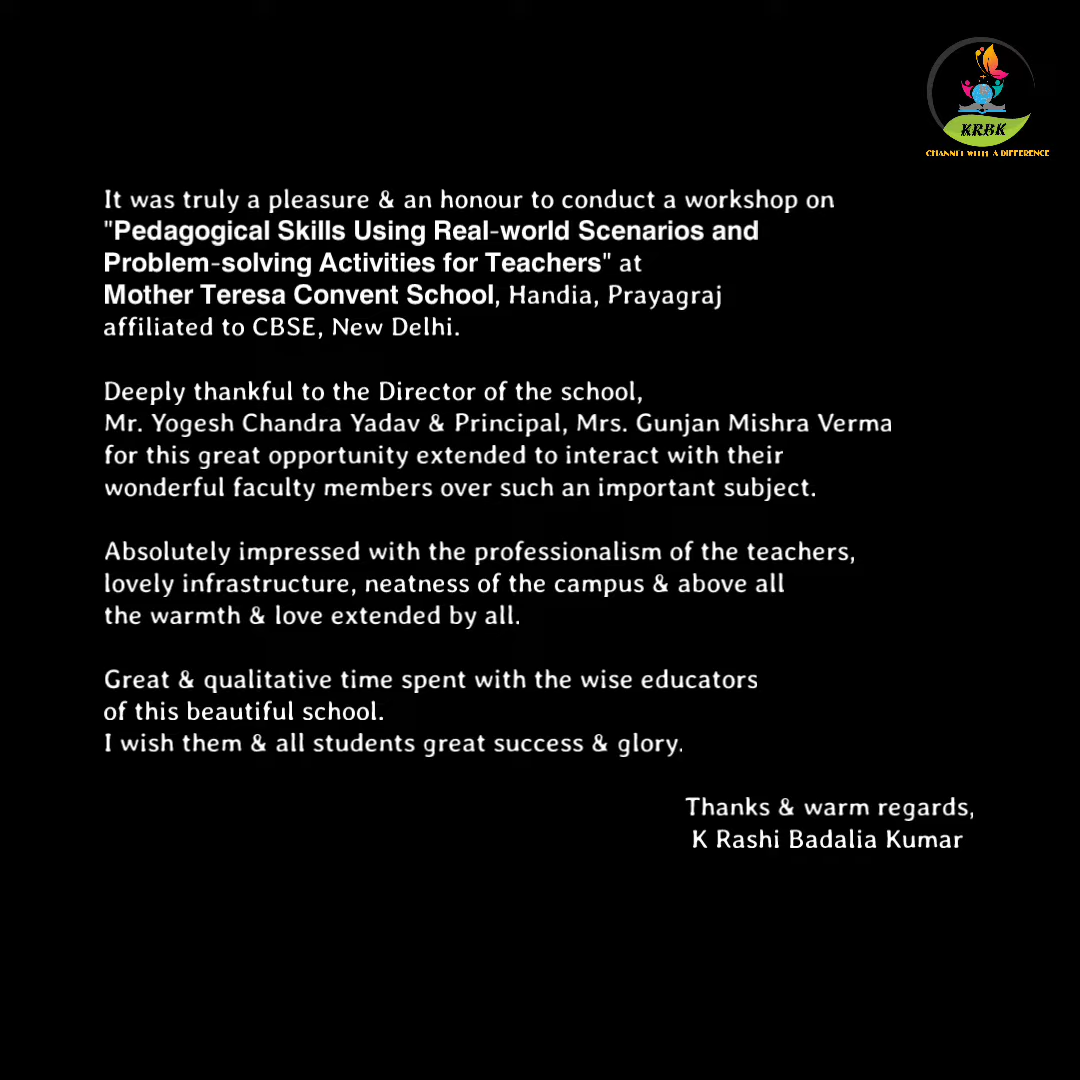 KRBK
CHANNEL WITH A DIFFERENCE
It was truly a pleasure & an honour to conduct a workshop on
"Pedagogical Skills Using Real-world Scenarios and
Problem-solving Activities for Teachers" at
Mother Teresa Convent School, Handia, Prayagraj
affiliated to CBSE, New Delhi.
Deeply thankful to the Director of the school,
Mr. Yogesh Chandra Yadav & Principal, Mrs. Gunjan Mishra Verma
for this great opportunity extended to interact with their
wonderful faculty members over such an important subject.
Absolutely impressed with the professionalism of the teachers,
lovely infrastructure, neatness of the campus & above all
the warmth & love extended by all.
Great & qualitative time spent with the wise educators
of this beautiful school.
I wish them & all students great success & glory.
Thanks & warm regards,
K Rashi Badalia Kumar